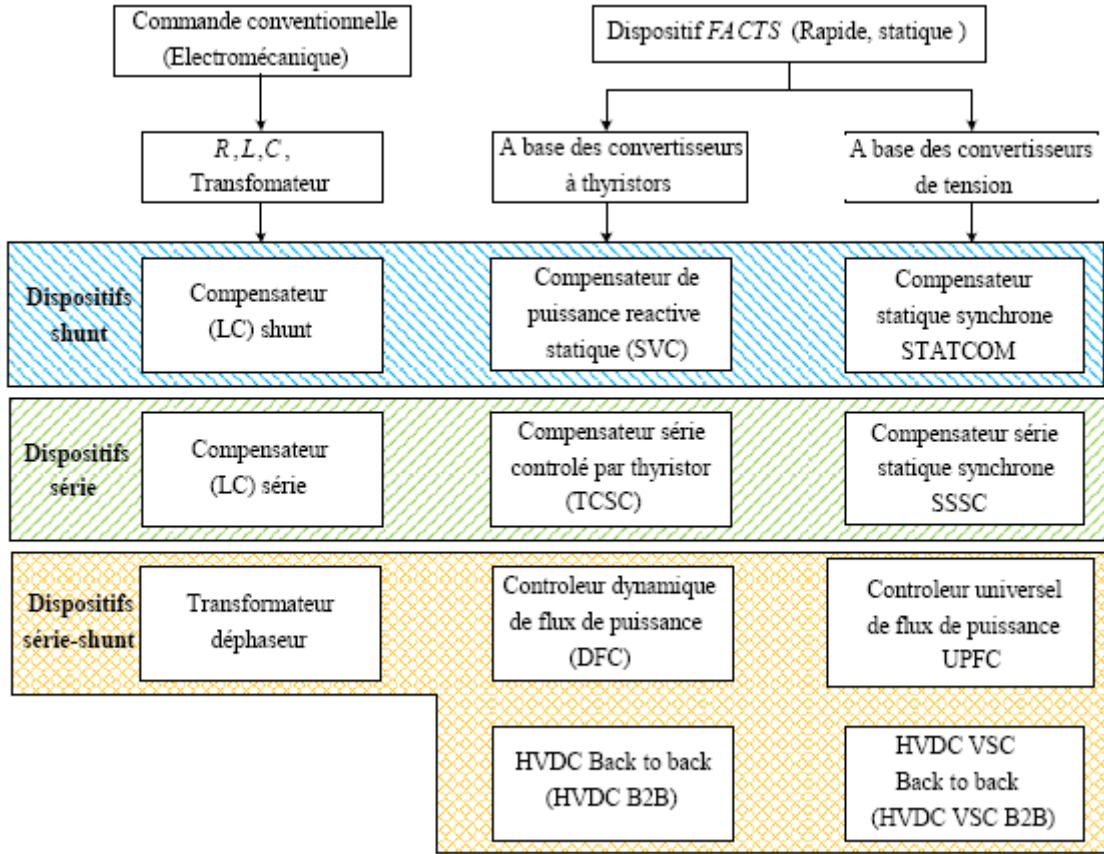 Commande conventionnelle
(Electromécanique)
Dispositif FACTS (Rapide, statique )
R,L,C,
Transfomateur
A base des convertisseurs
à thyristors
A base des convertisseurs
de tension
Dispositifs
shunt
Compensateur
(LC) shunt
Compensateur de
puissance reactive
statique (SVC)
Compensateur
statique synchrone
STATCOM
Dispositifs
série
Compensateur
(LC) série
Compensateur série
controlé par thyristor
(TCSC)
Compensateur série
statique synchrone
SSSC
Dispositifs
série-shunt
Transformateur
déphaseur
Controleur dynamique
de flux de puissance
(DFC)
Controleur universel
de flux de puissance
UPFC
HVDC Back to back
(HVDC B2B)
HVDC VSC
Back to back
(HVDC VSC B2B)